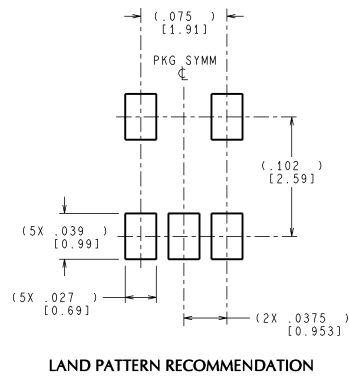 (.075 )
[1.91]
PKG SYMM
℄
(.102 )
[2.59]
(5X .039 )
[0.99]
(5X .027 )
[0.69]
(2X .0375 )
[0.953]
LAND PATTERN RECOMMENDATION